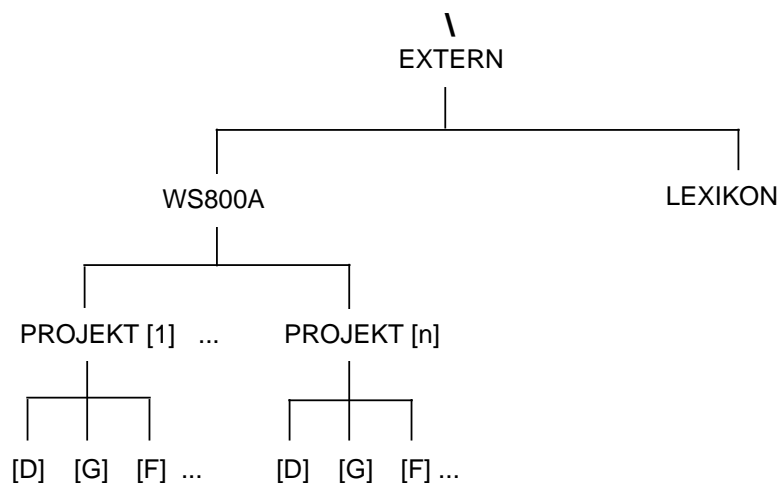 \
EXTERN
WS800A LEXIKON
PROJEKT [1] ... PROJEKT [n]
[D] [G] [F] ... [D] [G] [F] ...